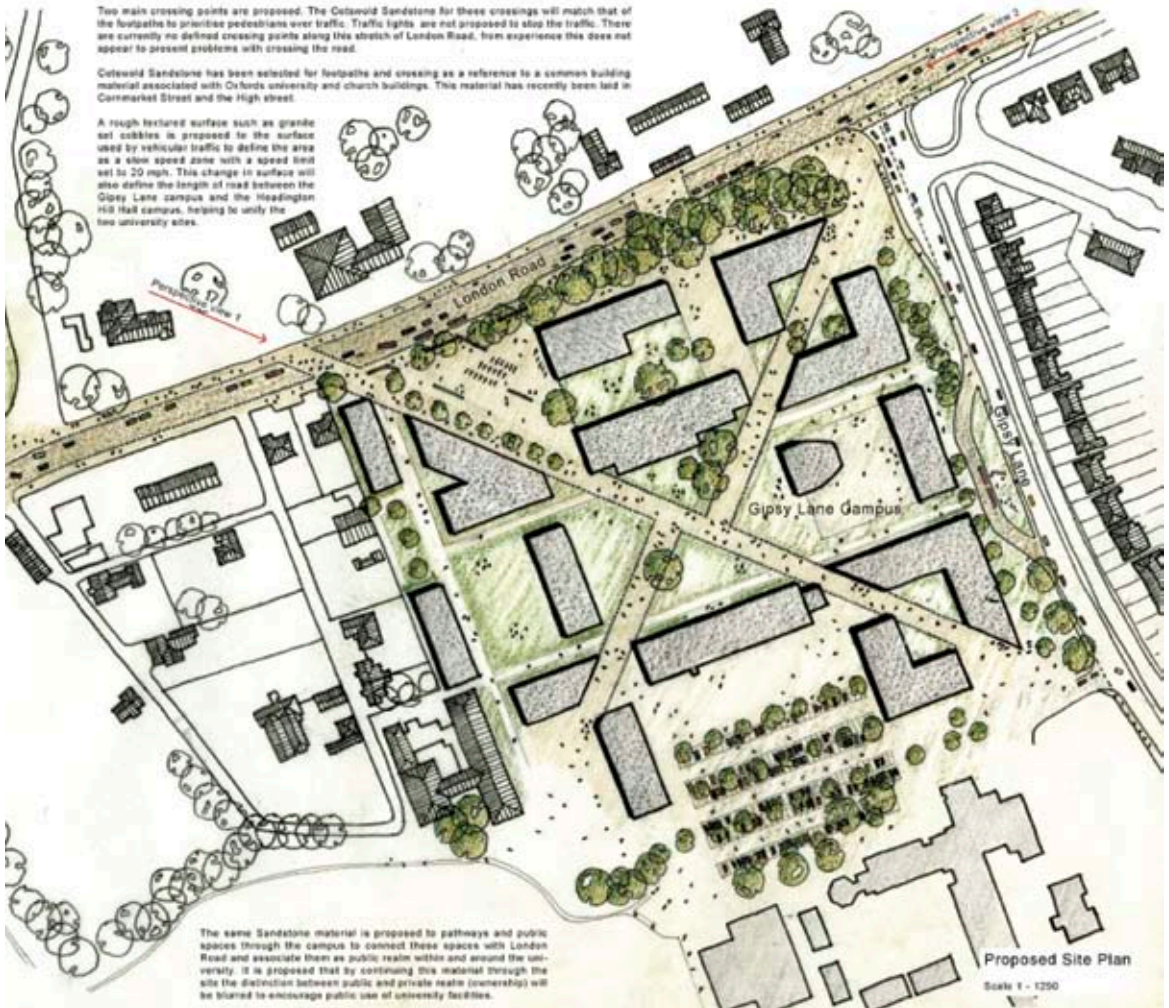 Two main crossing points are proposed. The Cotswold Sandstone for these crossings will match that of
the footpaths to prioritise pedestrians over traffic. Traffic lights are not proposed to stop the traffic. There
are currently no defined crossing points along this stretch of London Road, from experience this does not
appear to present problems with crossing the road.
Cotswold Sandstone has been selected for footpaths and crossing as a reference to a common building
material associated with Oxfords university and church buildings. This material has recently been laid in
Cornmarket Street and the High street.
A rough textured surface such as granite
set cobbles is proposed to the surface
used by vehicular traffic to define the area
as a slow speed zone with a speed limit
set to 20 mph. This change in surface will
also define the length of road between the
Gipsy Lane campus and the Headington
Hill Hall campus, helping to unify the
two university sites.
Perspective view 2
Perspective view 1
London Road
Gipsy Lane
Gipsy Lane Campus
The same Sandstone material is proposed to pathways and public
spaces through the campus to connect these spaces with London
Road and associate them as public realm within and around the uni-
versity. It is proposed that by continuing this material through the
site the distinction between public and private realm (ownership) will
be blurred to encourage public use of university facilities.
Proposed Site Plan
Scale 1 - 1250